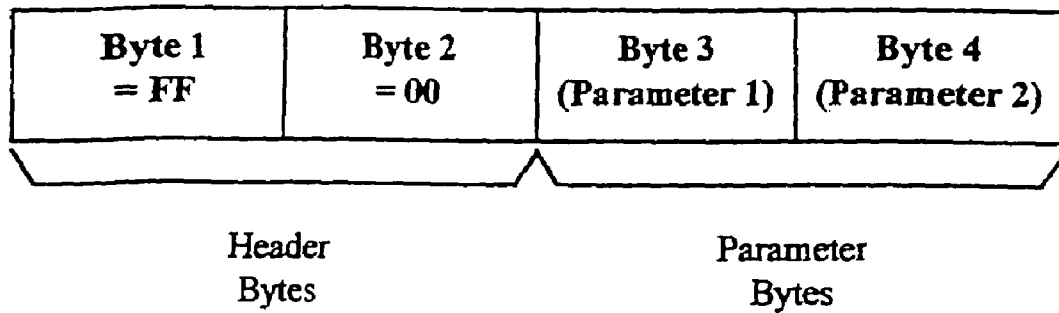 Byte 1 Byte 2 Byte 3 Byte 4
= FF = 00 (Parameter 1) (Parameter 2)
Header Parameter
Bytes Bytes